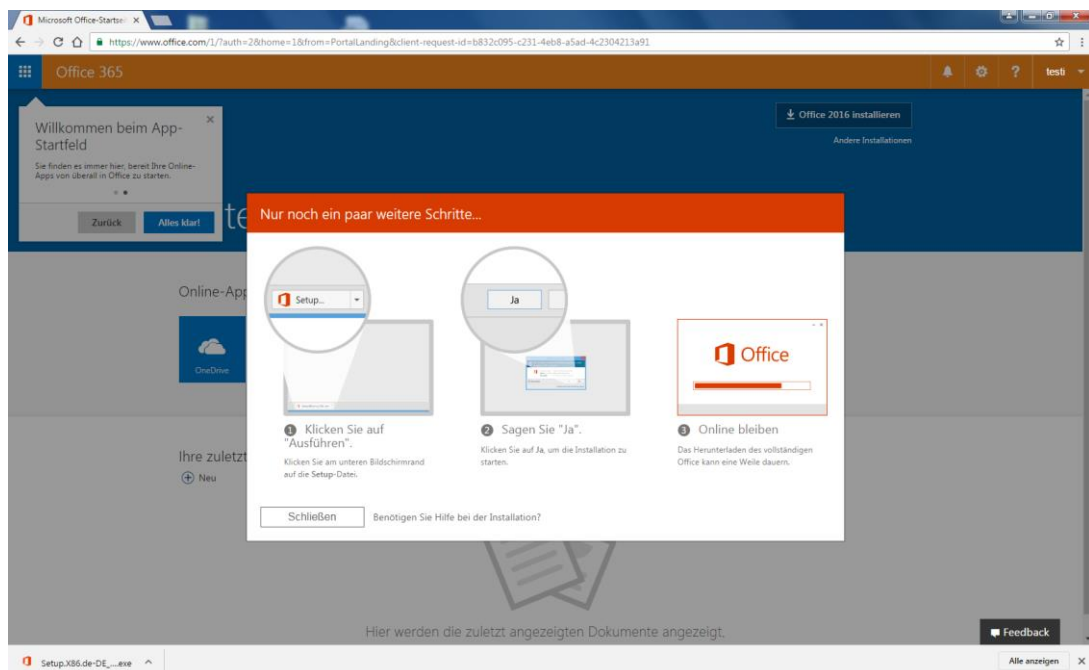 Microsoft Office-Startsei
https://www.office.com/1/?auth=2&home=1&from=PortalLanding&client-request-id=b832c095-c231-4eb8-a5ad-4c2304213a91
Office 365
testi
Willkommen beim App-
Startfeld
Sie finden es immer hier, bereit Ihre Online-
Apps von überall in Office zu starten.
Zurück
Alles klar!
Office 2016 installieren
Andere Installationen
Nur noch ein paar weitere Schritte...
Online-App
OneDrive
Setup...
Ja
Office
1 Klicken Sie auf
"Ausführen".
Klicken Sie am unteren Bildschirmrand
auf die Setup-Datei.
2 Sagen Sie "Ja".
Klicken Sie auf Ja, um die Installation zu
starten.
3 Online bleiben
Das Herunterladen des vollständigen
Office kann eine Weile dauern.
Ihre zuletzt
Neu
Schließen
Benötigen Sie Hilfe bei der Installation?
Hier werden die zuletzt angezeigten Dokumente angezeigt.
Feedback
Setup.X86.de-DE_....exe
Alle anzeigen